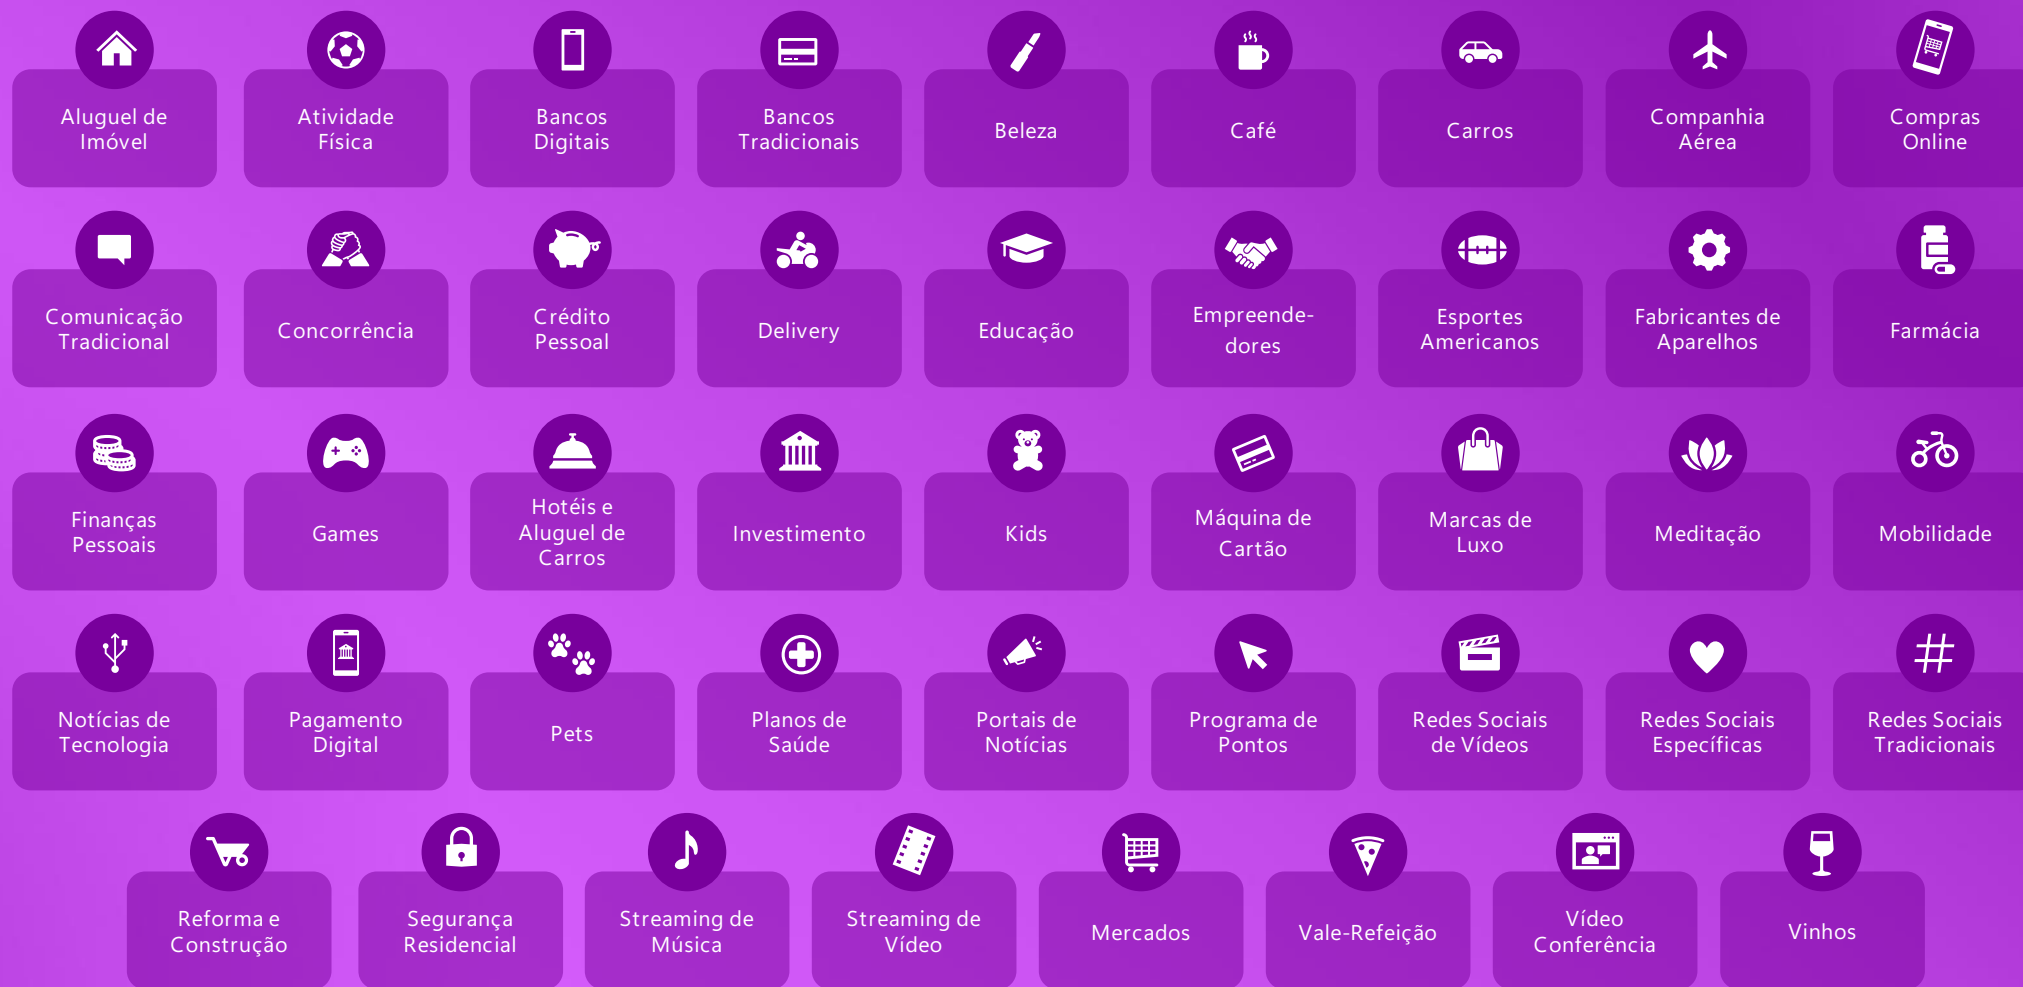 Aluguel de
Imóvel
Atividade
Física
Bancos
Digitais
Bancos
Tradicionais
Beleza
Café
Carros
Companhia
Aérea
Compras
Online
Comunicação
Tradicional
Concorrência
Crédito
Pessoal
Delivery
Educação
Empreende-
dores
Esportes
Americanos
Fabricantes de
Aparelhos
Farmácia
Finanças
Pessoais
Games
Hotéis e
Aluguel de
Carros
Investimento
Kids
Máquina de
Cartão
Marcas de
Luxo
Meditação
Mobilidade
Notícias de
Tecnologia
Pagamento
Digital
Pets
Planos de
Saúde
Portais de
Notícias
Programa de
Pontos
Redes Sociais
de Vídeos
Redes Sociais
Específicas
Redes Sociais
Tradicionais
Reforma e
Construção
Segurança
Residencial
Streaming de
Música
Streaming de
Vídeo
Mercados
Vale-Refeição
Vídeo
Conferência
Vinhos